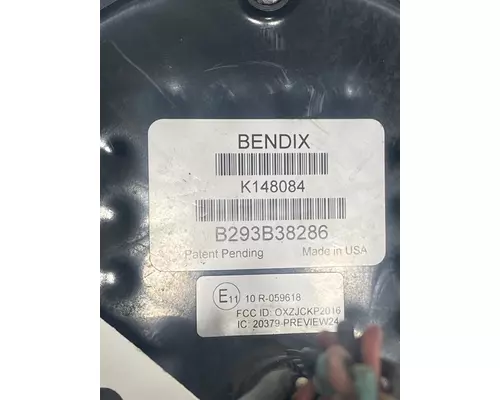 BENDIX
K148084
B293B38286
Patent Pending Made in USA
E11 10 R-059618
FCC ID: OXZJCKP2016
IC: 20379-PREVIEW24